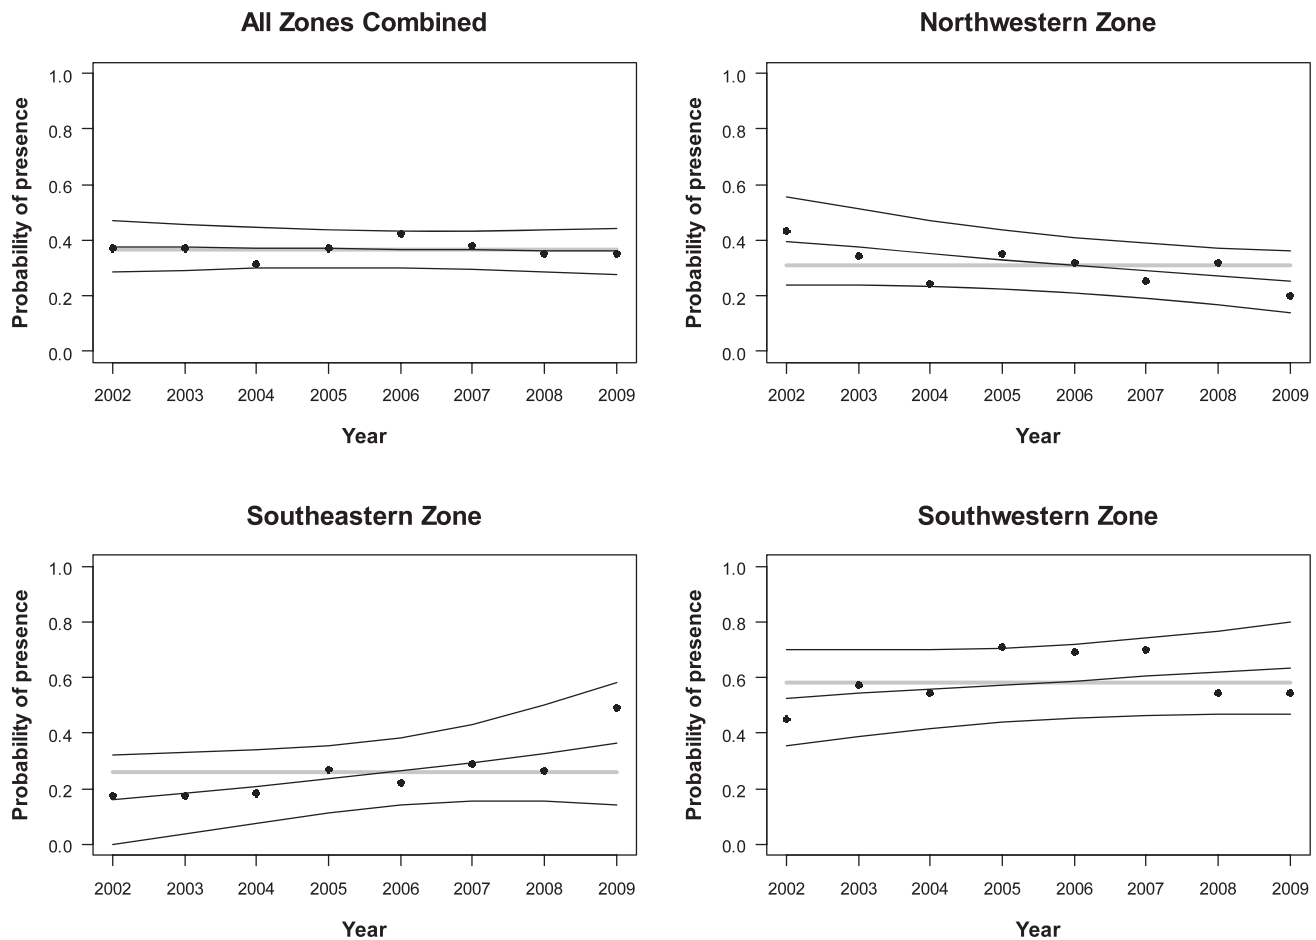 All Zones Combined
Probability of presence
1.0
0.8
0.6
0.4
0.2
0.0
2002 2003 2004 2005 2006 2007 2008 2009
Year
Northwestern Zone
Probability of presence
1.0
0.8
0.6
0.4
0.2
0.0
2002 2003 2004 2005 2006 2007 2008 2009
Year
Southeastern Zone
Probability of presence
1.0
0.8
0.6
0.4
0.2
0.0
2002 2003 2004 2005 2006 2007 2008 2009
Year
Southwestern Zone
Probability of presence
1.0
0.8
0.6
0.4
0.2
0.0
2002 2003 2004 2005 2006 2007 2008 2009
Year